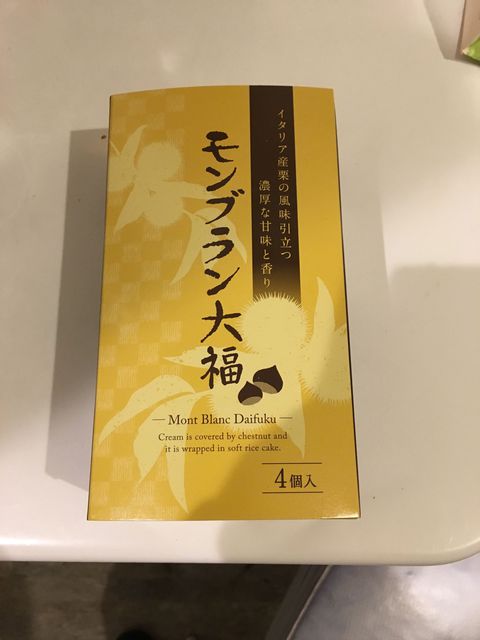 イタリア産栗の風味引立つ
濃厚な甘味と香り
モンブラン大福
Mont Blanc Daifuku
Cream is covered by chestnut and
it is wrapped in soft rice cake.
4個入